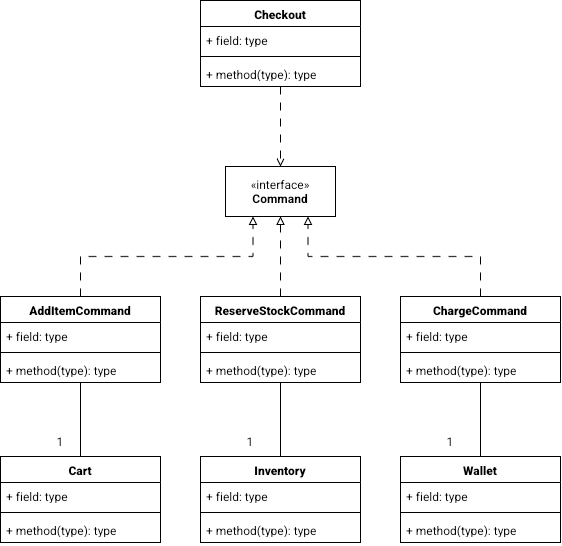 Checkout
+ field: type
+ method(type): type
«interface»
Command
AddItemCommand
+ field: type
+ method(type): type
ReserveStockCommand
+ field: type
+ method(type): type
ChargeCommand
+ field: type
+ method(type): type
1
1
1
Cart
+ field: type
+ method(type): type
Inventory
+ field: type
+ method(type): type
Wallet
+ field: type
+ method(type): type